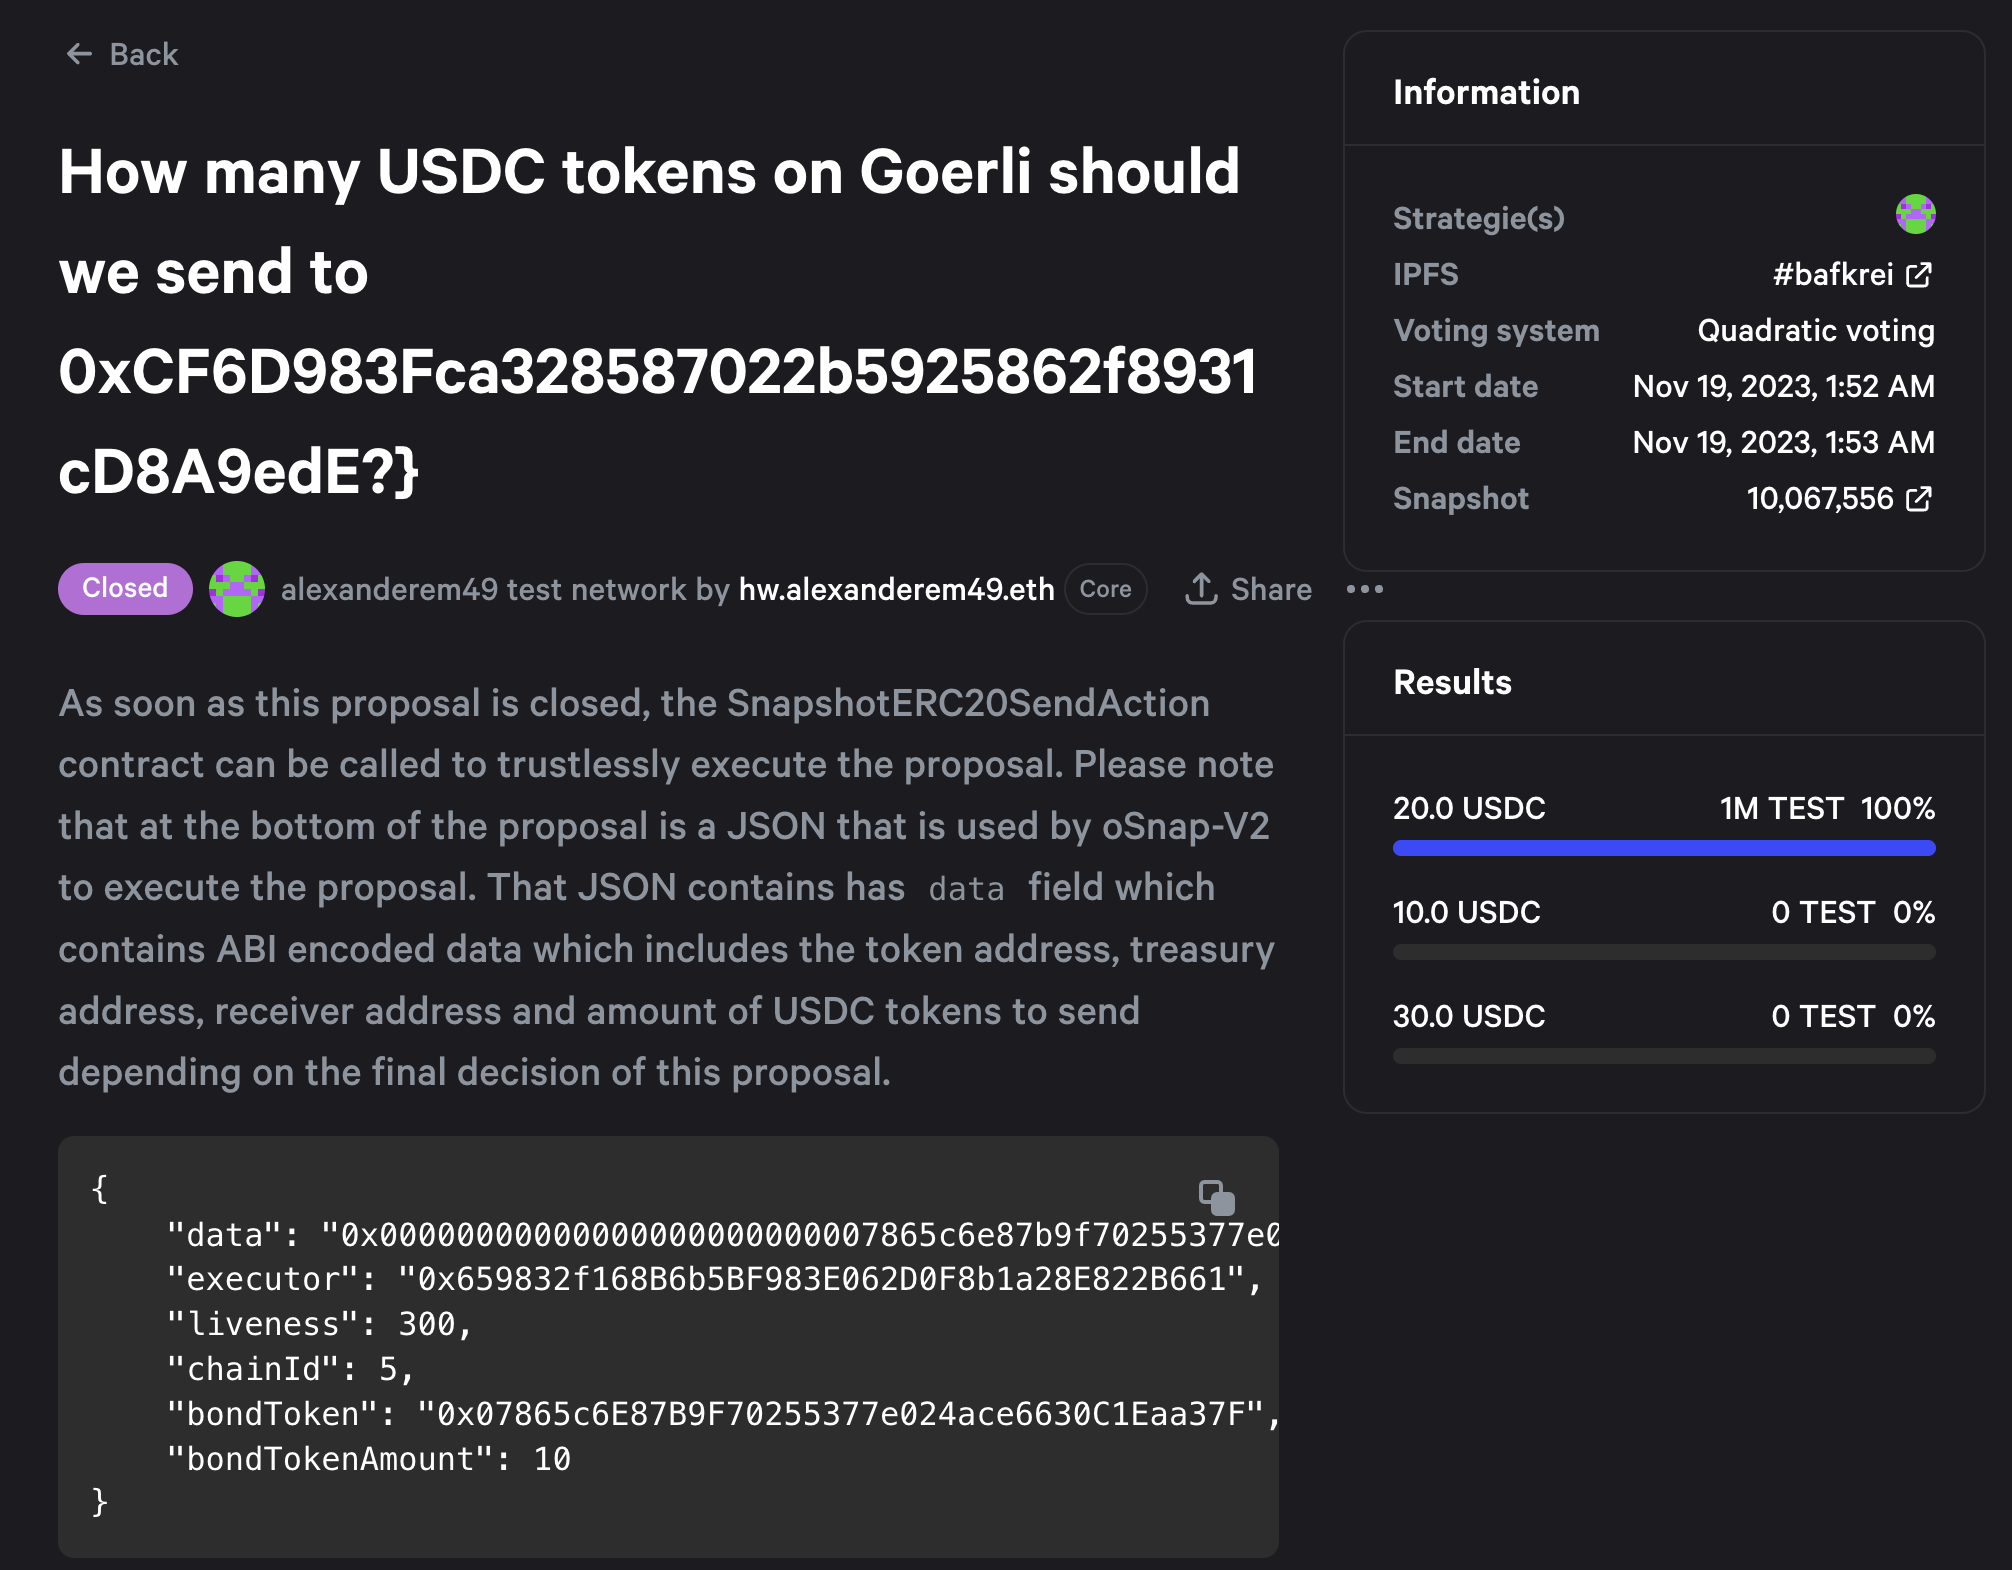 Back
How many USDC tokens on Goerli should
we send to
0xCF6D983Fca328587022b5925862f8931
cD8A9edE?}
Closed alexanderem49 test network by hw.alexanderem49.eth Core Share
As soon as this proposal is closed, the SnapshotERC20SendAction
contract can be called to trustlessly execute the proposal. Please note
that at the bottom of the proposal is a JSON that is used by oSnap-V2
to execute the proposal. That JSON contains has data field which
contains ABI encoded data which includes the token address, treasury
address, receiver address and amount of USDC tokens to send
depending on the final decision of this proposal.
{
"data": "0x00000000000000000000000007865c6e87b9f70255377e0
"executor": "0x659832f168B6b5BF983E062D0F8b1a28E822B661",
"liveness": 300,
"chainId": 5,
"bondToken": "0x07865c6E87B9F70255377e024ace6630C1Eaa37F",
"bondTokenAmount": 10
}
Information
Strategie(s)
IPFS #bafkrei
Voting system Quadratic voting
Start date Nov 19, 2023, 1:52 AM
End date Nov 19, 2023, 1:53 AM
Snapshot 10,067,556
Results
20.0 USDC 1M TEST 100%
10.0 USDC 0 TEST 0%
30.0 USDC 0 TEST 0%